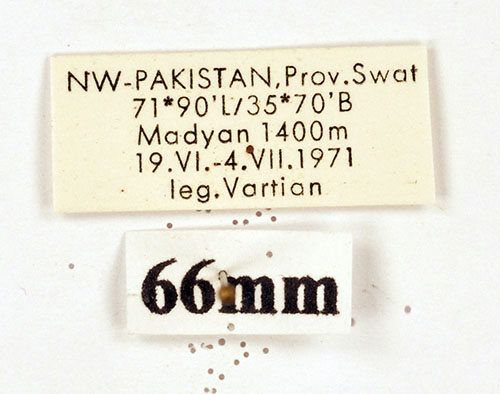 NW-PAKISTAN,Prov.Swat
71*90'L/35*70'B
Madyan 1400m
19.VI.-4.VII.1971
leg.Vartian
66mm